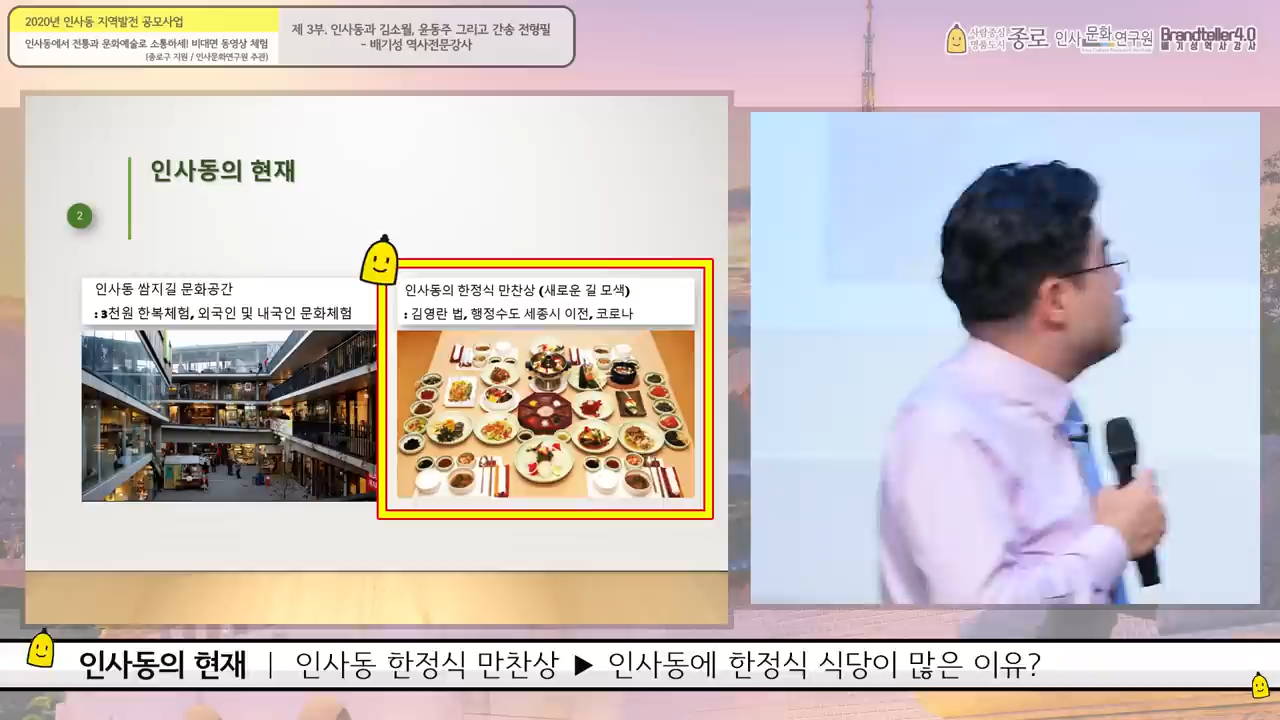 2020년 인사동 지역발전 공모사업
인사동에서 전통과 문화예술로 소통하세! 비대면 동영상 체험
(종로구 지원 / 인사문화연구원 주관)
제 3부. 인사동과 김소월, 윤동주 그리고 간송 전형필
- 배기성 역사전문강사
사람중심 명품도시 종로
인사문화연구원
Brandteller4.0
배기성역사강사
인사동의 현재
2
인사동 쌈지길 문화공간
: 3천원 한복체험, 외국인 및 내국인 문화체험
인사동의 한정식 만찬상 (새로운 길 모색)
: 김영란 법, 행정수도 세종시 이전, 코로나
인사동의 현재 | 인사동 한정식 만찬상 ▶ 인사동에 한정식 식당이 많은 이유?